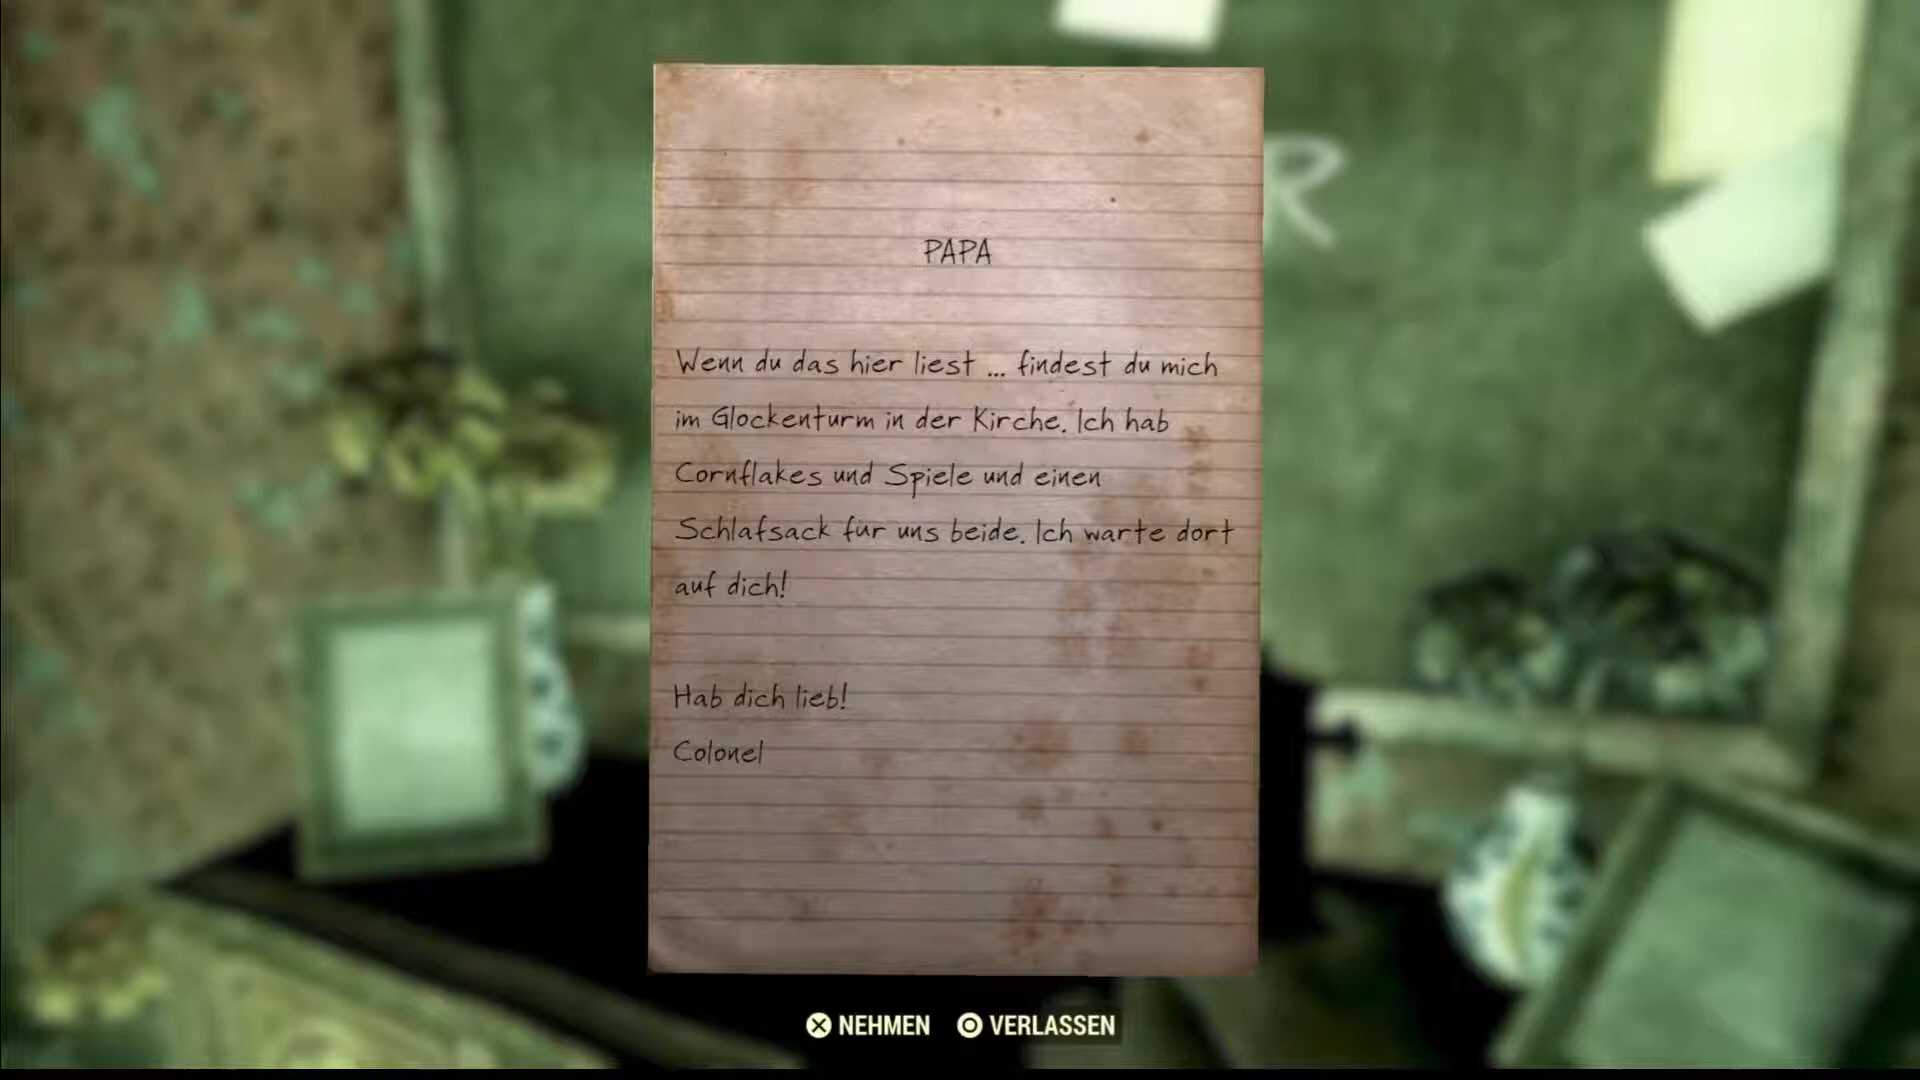 R
PAPA
Wenn du das hier liest ... findest du mich
im Glockenturm in der Kirche. Ich hab
Cornflakes und Spiele und einen
Schlafsack für uns beide. Ich warte dort
auf dich!
Hab dich lieb!
Colonel
NEHMEN VERLASSEN